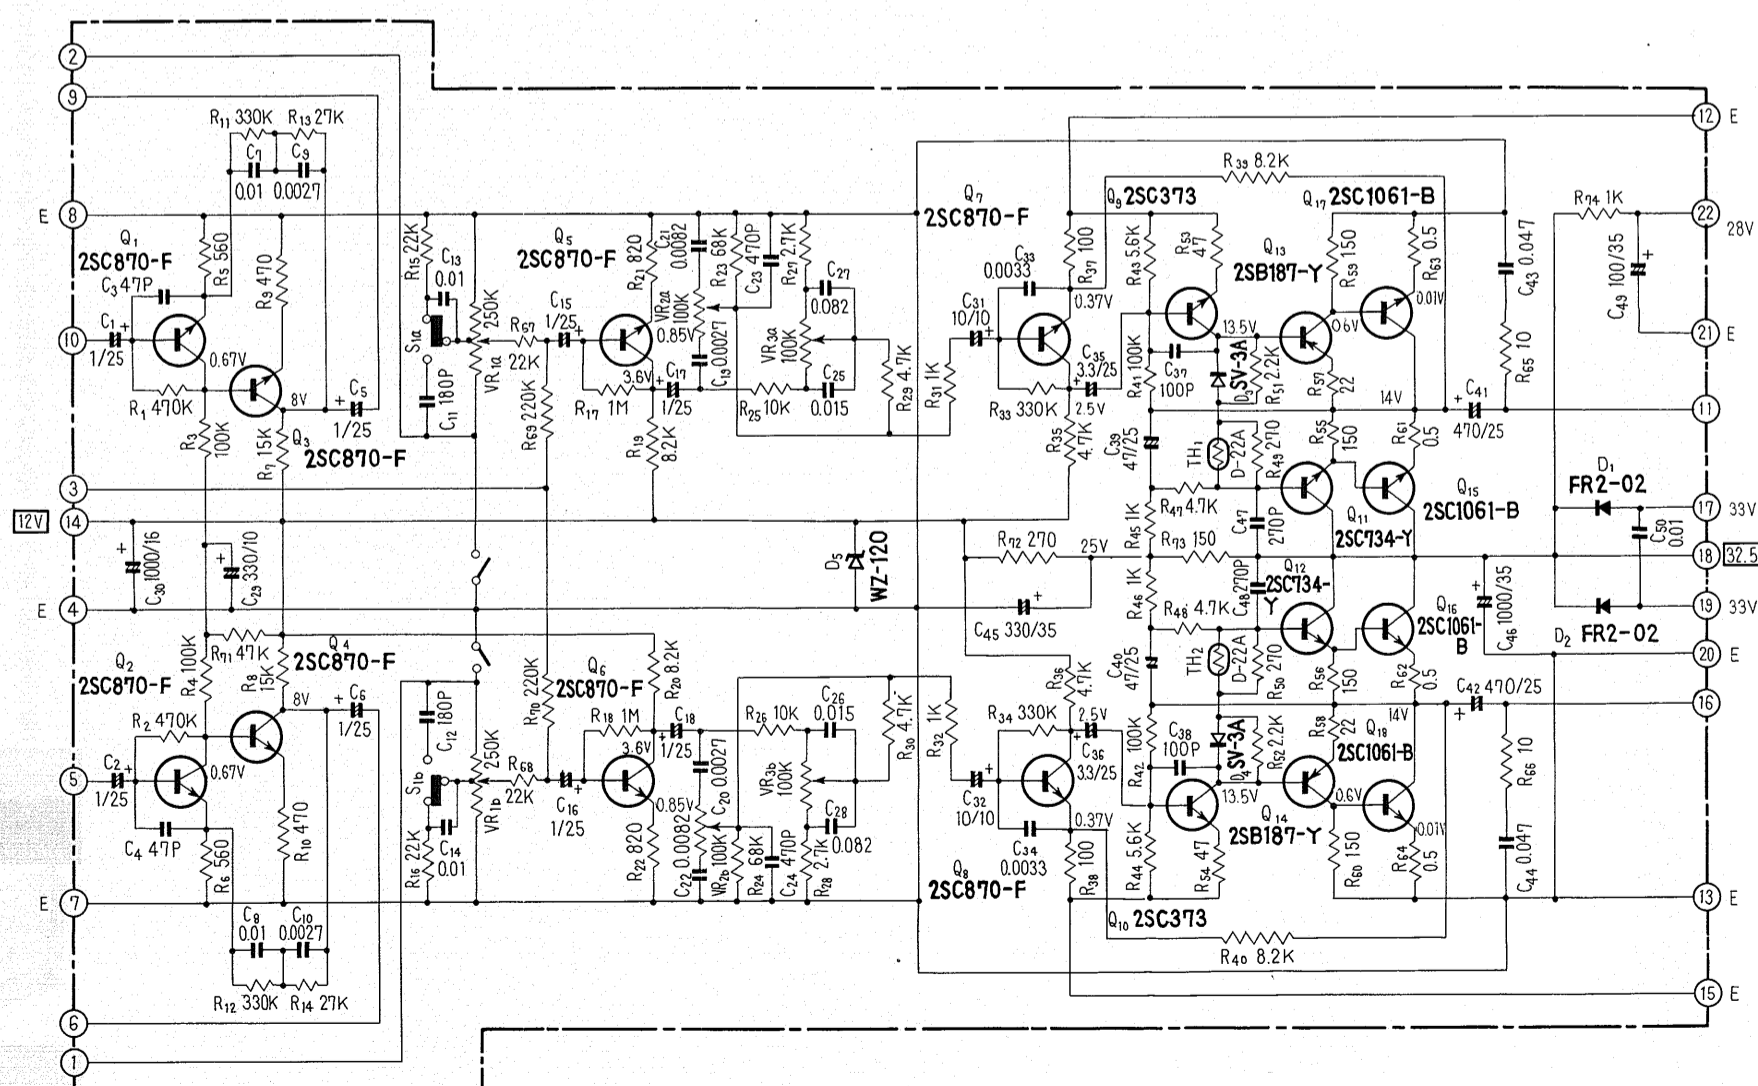 2
9
E 8
10
3
12V 14
E 4
5
E 7
6
1
12 E
22
28V
21 E
11
17 33V
18 32.5
19 33V
20 E
16
13 E
15 E
R11 330K
R13 27K
C7
0.01
C9
0.0027
Q1
2SC870-F
C3 47P
R5 560
R9 470
C1 +
1/25
0.67V
R1 470K
R3 100K
8V
+ C5
1/25
R7 15K
Q3
2SC870-F
C30 1000/16
C29 330/10
R71 47K
Q4
2SC870-F
Q2
2SC870-F
R4 100K
R8 15K
R2 470K
8V
+ C6
1/25
C2 +
1/25
0.67V
C4 47P
R6 560
R10 470
C8
0.01
C10
0.0027
R12 330K
R14 27K
R15 22K
C13
0.01
S1a
250K
VR1a
C11 180P
R67
22K
R69 220K
C15
1/25
Q5
2SC870-F
R21 820
0.85V
3.6V
R17 1M
R19 8.2K
C17
1/25
C21 0.0082
VR2a 100K
C19 0.0027
R23 68K
C23 470P
R27 2.7K
C27
0.082
VR3a 100K
R25 10K
C25
0.015
R29 4.7K
R31 1K
D5
WZ-120
C12 180P
S1b
250K
VR1b
C14
0.01
R16 22K
R68
22K
R70 220K
C16
1/25
Q6
2SC870-F
R20 8.2K
R18 1M
3.6V
0.85V
R22 820
C18
1/25
C20 0.0027
C22 0.0082
VR2b 100K
R24 68K
C24 470P
R28 2.7K
R26 10K
C26
0.015
VR3b 100K
C28
0.082
R30 4.7K
R32 1K
Q7
2SC870-F
C33
0.0033
C31
10/10
R37 100
0.37V
C35
3.3/25
2.5V
R33 330K
R35 4.7K
R39 8.2K
Q9 2SC373
R43 5.6K
R53 47
Q13
2SB187-Y
Q17 2SC1061-B
R59 150
R63 0.5
0.01V
13.5V
0.6V
R41 100K
C37
100P
D3 SV-3A
R51 2.2K
R57 22
14V
C39 47/25
TH1
D-22A
R49 270
R55 150
R61 0.5
C41
470/25
C43 0.047
R65 10
R74 1K
C49 100/35
R47 4.7K
R45 1K
C47 270P
Q11
2SC734-Y
Q15
2SC1061-B
D1
FR2-02
C50 0.01
R72 270
25V
R73 150
C45 330/35
R46 1K
C48 270P
Q12
2SC734-Y
R48 4.7K
Q16
2SC1061-B
C46 1000/35
D2 FR2-02
C40 47/25
TH2
D-22A
R50 270
R56 150
R62 0.5
C42 470/25
R36 4.7K
R34 330K
2.5V
C36
33/25
C32
10/10
0.37V
C34
0.0033
R38 100
Q8
2SC870-F
R42 100K
C38
100P
D4 SV-3A
R52 2.2K
R58 22
Q18
2SC1061-B
14V
13.5V
0.6V
Q14
2SB187-Y
0.01V
R44 5.6K
R54 47
R60 150
R64 0.5
R66 10
C44 0.047
Q10 2SC373
R40 8.2K